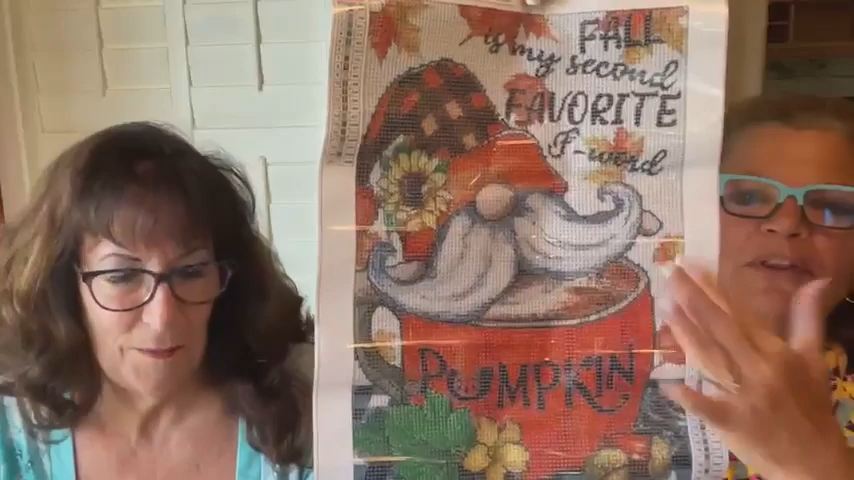 FALL
is my second
FAVORITE
F-word
PUMPKIN